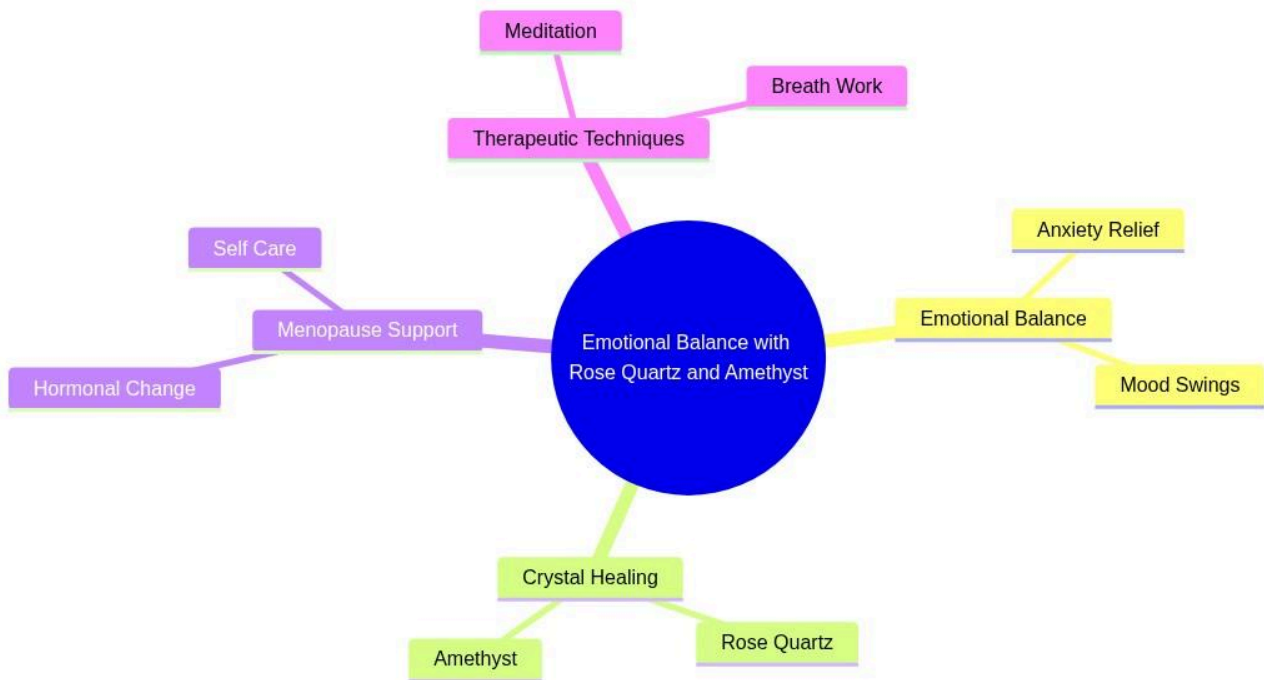 Meditation
Breath Work
Therapeutic Techniques
Self Care
Anxiety Relief
Menopause Support
Emotional Balance
Hormonal Change
Emotional Balance with
Rose Quartz and Amethyst
Mood Swings
Crystal Healing
Amethyst
Rose Quartz